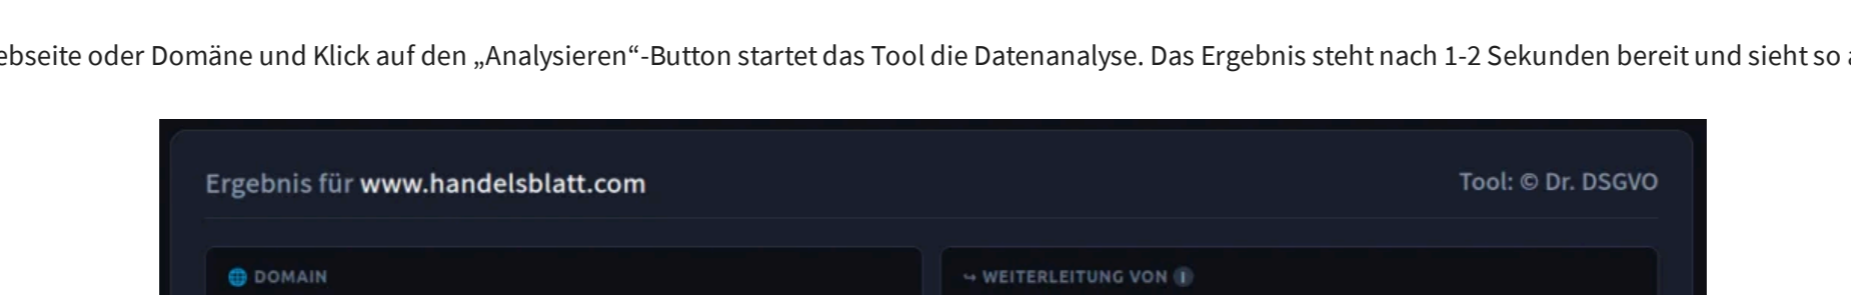 ebseite oder Domäne und Klick auf den „Analysieren“-Button startet das Tool die Datenanalyse. Das Ergebnis steht nach 1-2 Sekunden bereit und sieht so
Ergebnis für www.handelsblatt.com
Tool: © Dr. DSGVO
DOMAIN
WEITERLEITUNG VON